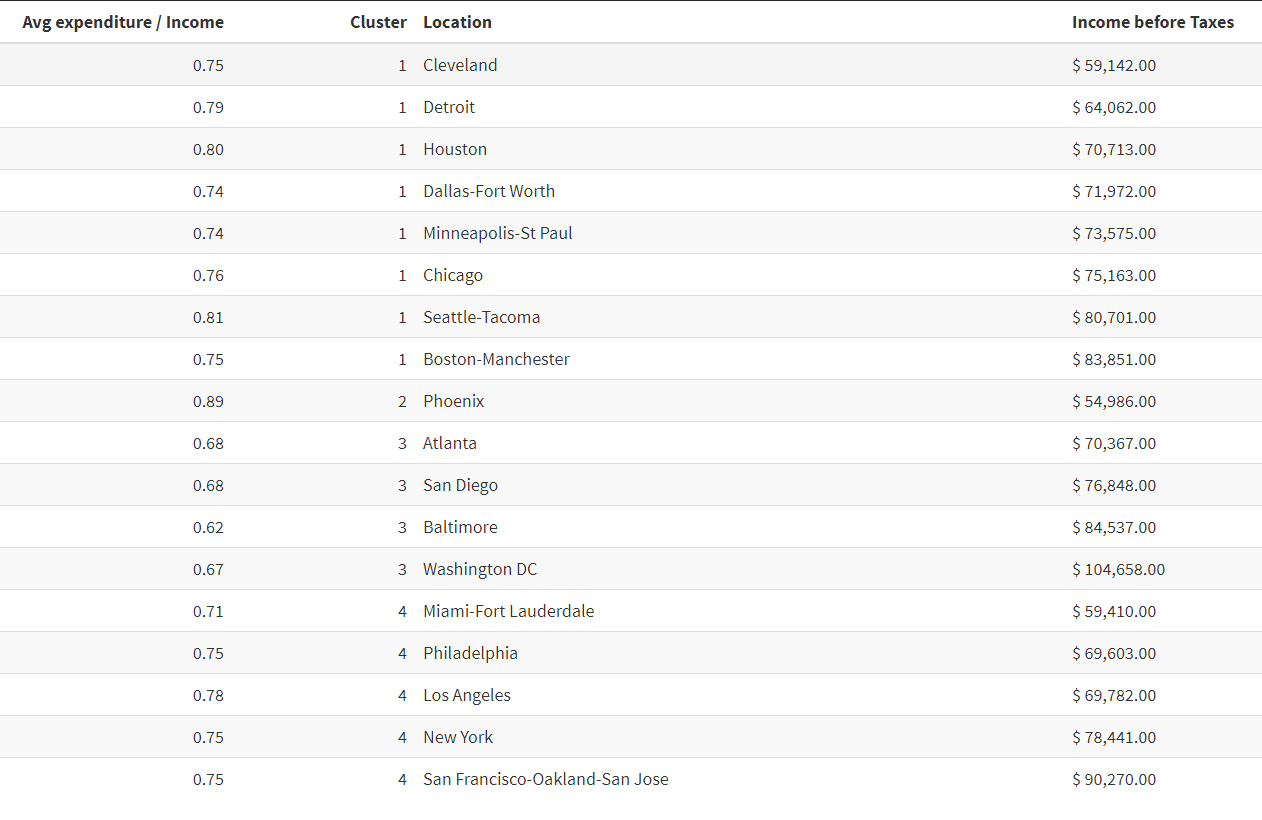 Avg expenditure / Income Cluster Location Income before Taxes
0.75 1 Cleveland $ 59,142.00
0.79 1 Detroit $ 64,062.00
0.80 1 Houston $ 70,713.00
0.74 1 Dallas-Fort Worth $ 71,972.00
0.74 1 Minneapolis-St Paul $ 73,575.00
0.76 1 Chicago $ 75,163.00
0.81 1 Seattle-Tacoma $ 80,701.00
0.75 1 Boston-Manchester $ 83,851.00
0.89 2 Phoenix $ 54,986.00
0.68 3 Atlanta $ 70,367.00
0.68 3 San Diego $ 76,848.00
0.62 3 Baltimore $ 84,537.00
0.67 3 Washington DC $ 104,658.00
0.71 4 Miami-Fort Lauderdale $ 59,410.00
0.75 4 Philadelphia $ 69,603.00
0.78 4 Los Angeles $ 69,782.00
0.75 4 New York $ 78,441.00
0.75 4 San Francisco-Oakland-San Jose $ 90,270.00